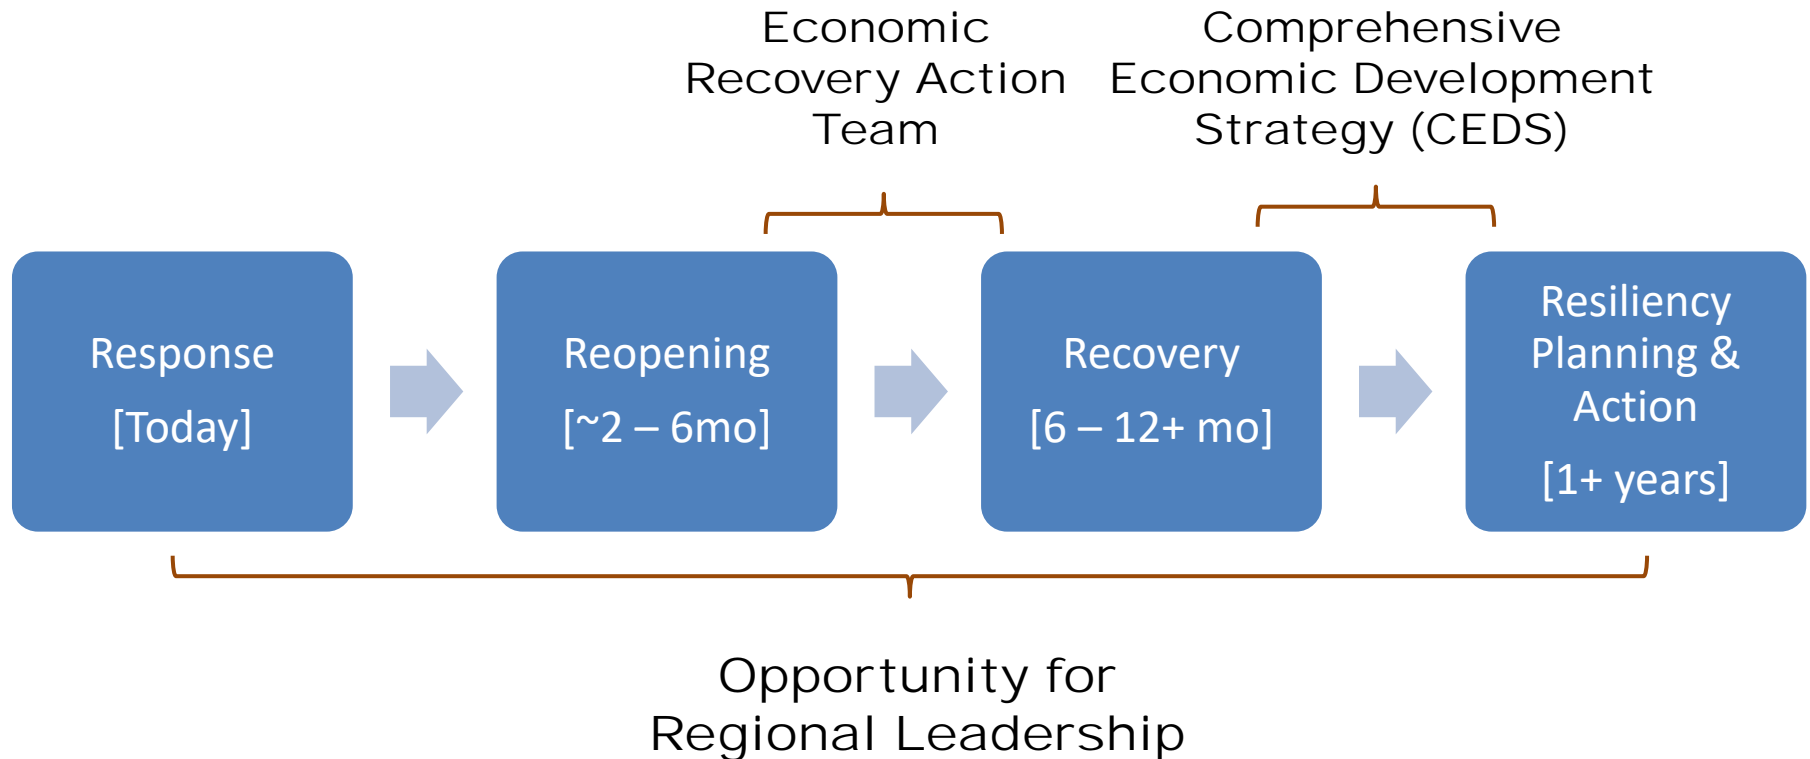 Economic
Recovery Action
Team
Comprehensive
Economic Development
Strategy (CEDS)
Response
[Today]
Reopening
[~2 – 6mo]
Recovery
[6 – 12+ mo]
Resiliency
Planning &
Action
[1+ years]
Opportunity for
Regional Leadership